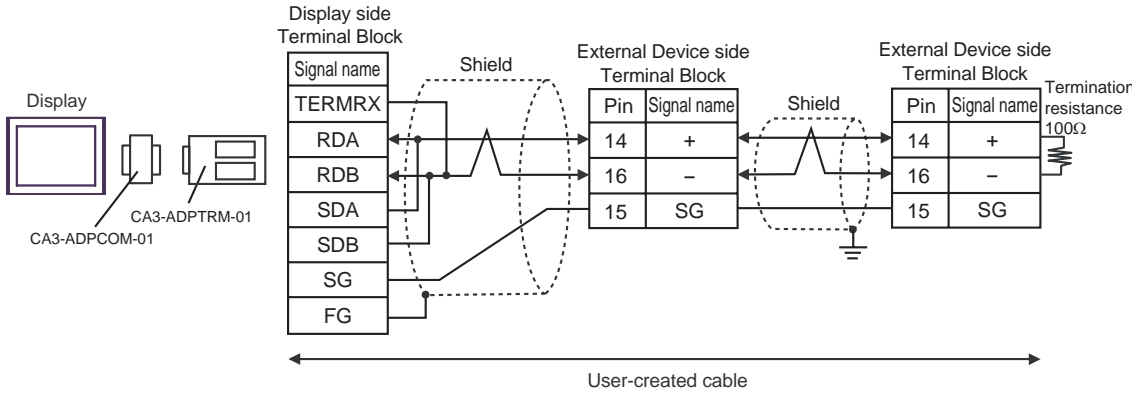 Display
CA3-ADPCOM-01
CA3-ADPTRM-01
Display side
Terminal Block
Signal name
TERMRX
RDA
RDB
SDA
SDB
SG
FG
Shield
External Device side
Terminal Block
Pin Signal name
14 +
16 −
15 SG
Shield
External Device side
Terminal Block
Pin Signal name
14 +
16 −
15 SG
Termination
resistance
100Ω
User-created cable